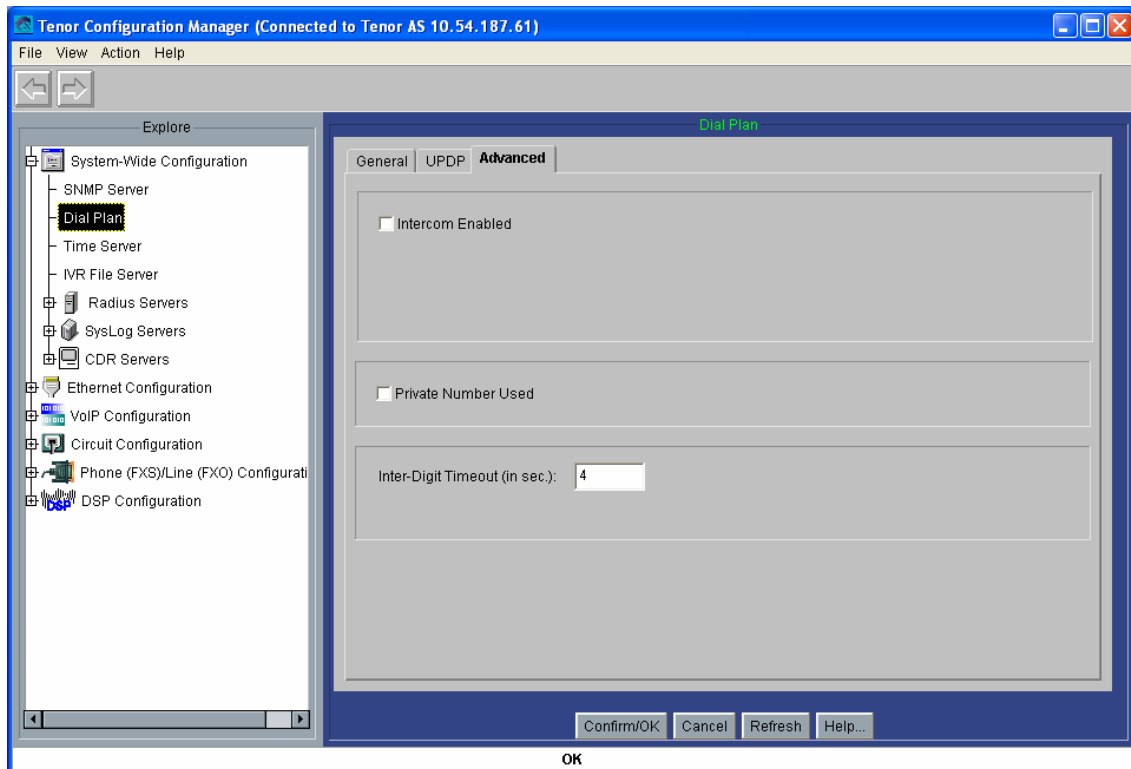 Tenor Configuration Manager (Connected to Tenor AS 10.54.187.61)
File View Action Help
Explore
System-Wide Configuration
SNMP Server
Dial Plan
Time Server
IVR File Server
Radius Servers
SysLog Servers
CDR Servers
Ethernet Configuration
VoIP Configuration
Circuit Configuration
Phone (FXS)/Line (FXO) Configurati
DSP DSP Configuration
Dial Plan
General UPDP Advanced
Intercom Enabled
Private Number Used
Inter-Digit Timeout (in sec.): 4
Confirm/OK Cancel Refresh Help...
OK